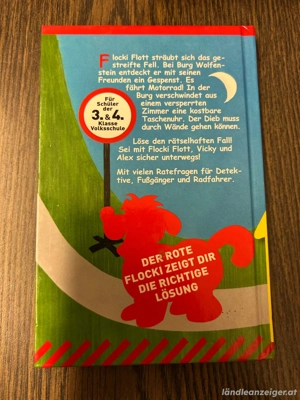 Flocki Flott sträubt sich das ge-
streifte Fell. Bei Burg Wolfen-
stein entdeckt er mit seinen
Freunden ein Gespenst. Es
fährt Motorrad! In der
Burg verschwindet aus
einem versperrten
Zimmer eine kostbare
Taschenuhr. Der Dieb muss
durch Wände gehen können.
Für
Schüler
der
3. & 4.
Klasse
Volksschule
Löse den rätselhaften Fall!
Sei mit Flocki Flott, Vicky und
Alex sicher unterwegs!
Mit vielen Ratefragen für Detek-
tive, Fußgänger und Radfahrer.
DER ROTE
FLOCKI ZEIGT DIR
DIE RICHTIGE
LÖSUNG
ländleanzeiger.at